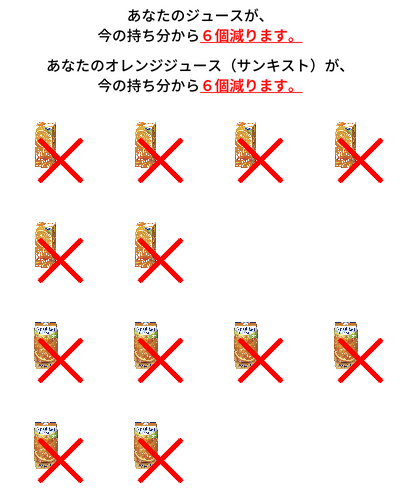 あなたのジュースが、
今の持ち分から６個減ります。
あなたのオレンジジュース（サンキスト）が、
今の持ち分から６個減ります。